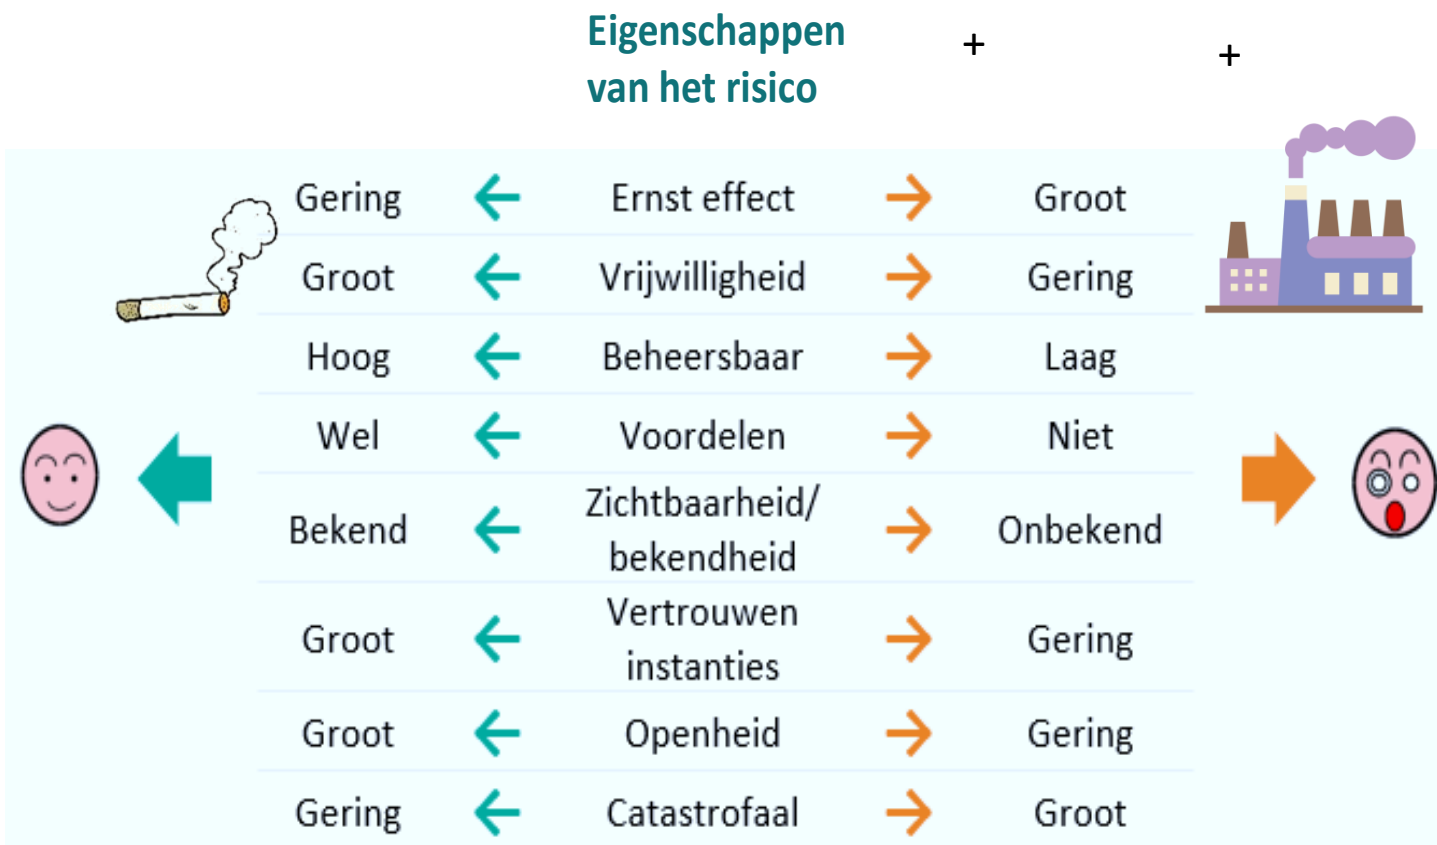 Eigenschappen + +
van het risico
Gering Ernst effect Groot
Groot Vrijwilligheid Gering
Hoog Beheersbaar Laag
Wel Voordelen Niet
Zichtbaarheid/
Bekend Onbekend
bekendheid
Vertrouwen
Groot Gering
instanties
Groot Openheid Gering
Gering Catastrofaal Groot